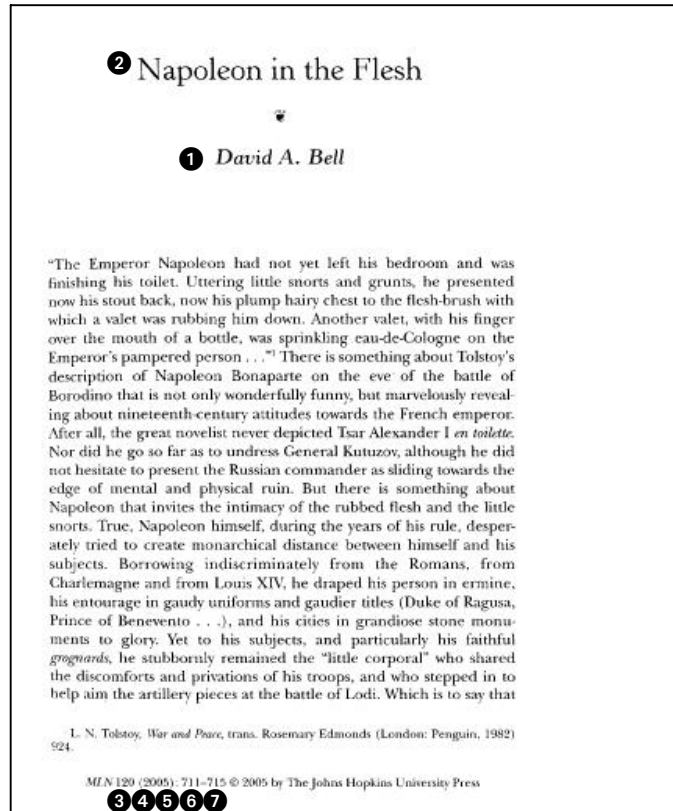 ❷ Napoleon in the Flesh
❶ David A. Bell
“The Emperor Napoleon had not yet left his bedroom and was
finishing his toilet. Uttering little snorts and grunts, he presented
now his stout back, now his plump hairy chest to the flesh-brush with
which a valet was rubbing him down. Another valet, with his finger
over the mouth of a bottle, was sprinkling eau-de-Cologne on the
Emperor’s pampered person . . .”1 There is something about Tolstoy’s
description of Napoleon Bonaparte on the eve of the battle of
Borodino that is not only wonderfully funny, but marvelously reveal-
ing about nineteenth-century attitudes towards the French emperor.
After all, the great novelist never depicted Tsar Alexander I en toilette.
Nor did he go so far as to undress General Kutuzov, although he did
not hesitate to present the Russian commander as sliding towards the
edge of mental and physical ruin. But there is something about
Napoleon that invites the intimacy of the rubbed flesh and the little
snorts. True, Napoleon himself, during the years of his rule, desper-
ately tried to create monarchical distance between himself and his
subjects. Borrowing indiscriminately from the Romans, from
Charlemagne and from Louis XIV, he draped his person in ermine,
his entourage in gaudy uniforms and gaudier titles (Duke of Ragusa,
Prince of Benevento . . .), and his cities in grandiose stone monu-
ments to glory. Yet to his subjects, and particularly his faithful
grognards, he stubbornly remained the “little corporal” who shared
the discomforts and privations of his troops, and who stepped in to
help aim the artillery pieces at the battle of Lodi. Which is to say that
L. N. Tolstoy, War and Peace, trans. Rosemary Edmonds (London: Penguin, 1982)
924.
MLN 120 (2005): 711–715 © 2005 by The Johns Hopkins University Press
❸❹❺❻❼